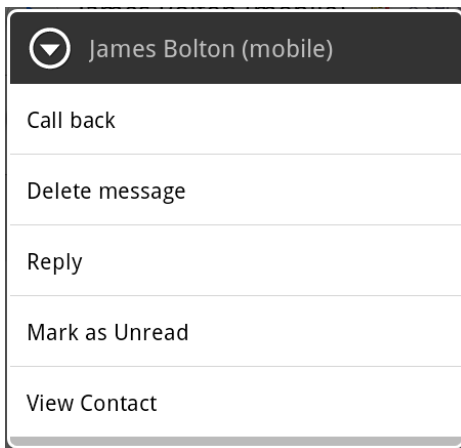 James Bolton (mobile)
Call back
Delete message
Reply
Mark as Unread
View Contact